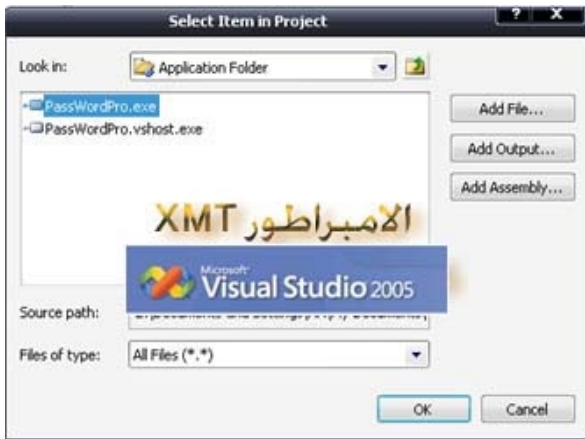 Select Item in Project
Look in:
Application Folder
PassWordPro.exe
PassWordPro.vshost.exe
Add File...
Add Output...
Add Assembly...
الامبراطور XMT
Microsoft
Visual Studio 2005
Source path:
Files of type:
All Files (*.*)
OK
Cancel